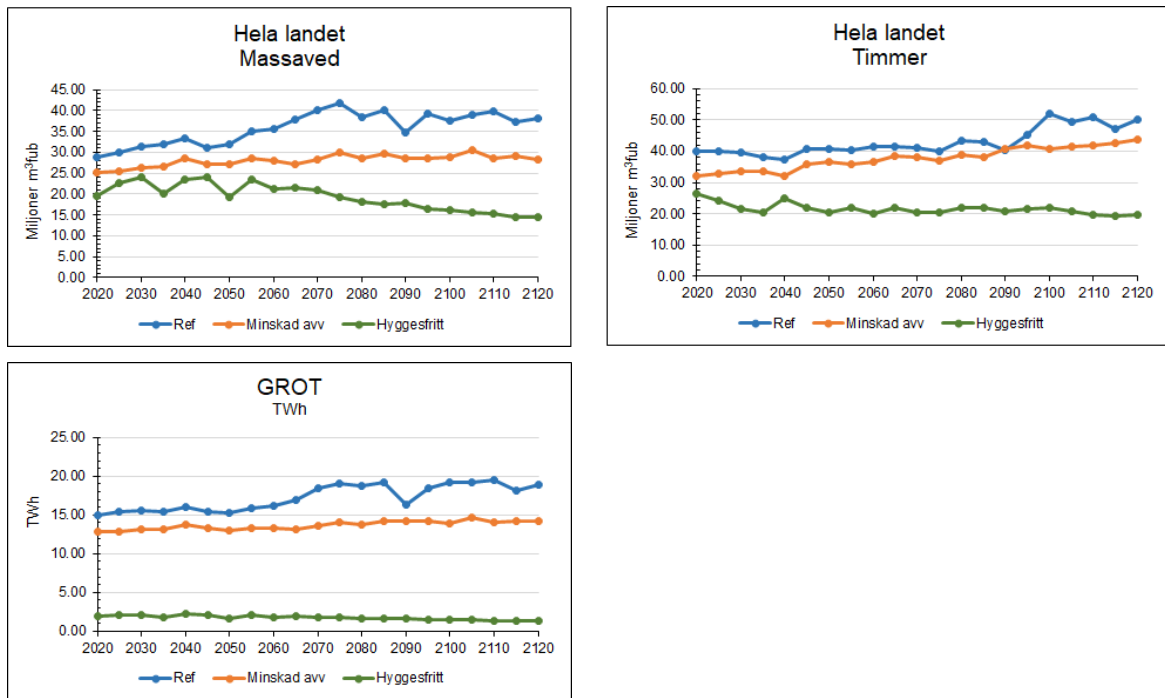 Hela landet
Massaved
45.00
40.00
35.00
30.00
25.00
20.00
15.00
10.00
5.00
0.00
Miljoner m³fub
2020 2030 2040 2050 2060 2070 2080 2090 2100 2110 2120
Ref Minskad avv Hyggesfritt
Hela landet
Timmer
60.00
50.00
40.00
30.00
20.00
10.00
0.00
Miljoner m³fub
2020 2030 2040 2050 2060 2070 2080 2090 2100 2110 2120
Ref Minskad avv Hyggesfritt
GROT
TWh
25.00
20.00
15.00
10.00
5.00
0.00
TWh
2020 2030 2040 2050 2060 2070 2080 2090 2100 2110 2120
Ref Minskad avv Hyggesfritt